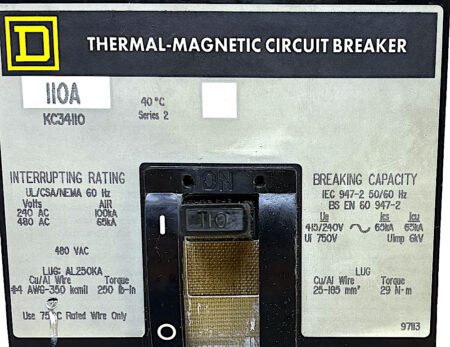 D
THERMAL-MAGNETIC CIRCUIT BREAKER
110A
KC34110
40°C
Series 2
INTERRUPTING RATING
UL/CSA/NEMA 60 Hz
Volts AIR
240 AC 100kA
480 AC 65kA
480 VAC
LUG: AL250KA
Cu/Al Wire Torque
#4 AWG-350 kcmil 250 lb-in
Use 75°C Rated Wire Only
ON
110
I
O
BREAKING CAPACITY
IEC 947-2 50/60 Hz
BS EN 60 947-2
Ue Icu Ics
415/240V ~ 65kA 65kA
Ui 750V Uimp 6kV
LUG
Cu/Al Wire Torque
25-185 mm² 29 N·m
97113